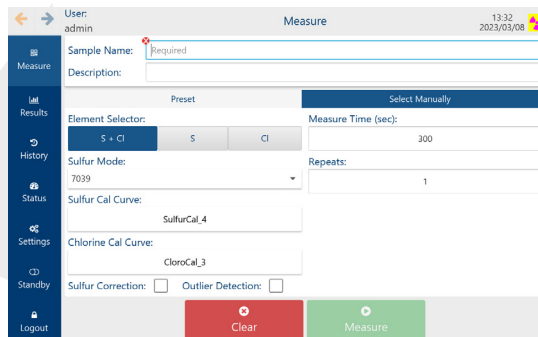 User:
admin
Measure
13:32
2023/03/08
Measure
Results
History
Status
Settings
Standby
Logout
Sample Name:
Required
Description:
Preset
Select Manually
Element Selector:
S + Cl
S
Cl
Measure Time (sec):
300
Sulfur Mode:
7039
Repeats:
1
Sulfur Cal Curve:
SulfurCal_4
Chlorine Cal Curve:
CloroCal_3
Sulfur Correction:
Outlier Detection:
Clear
Measure